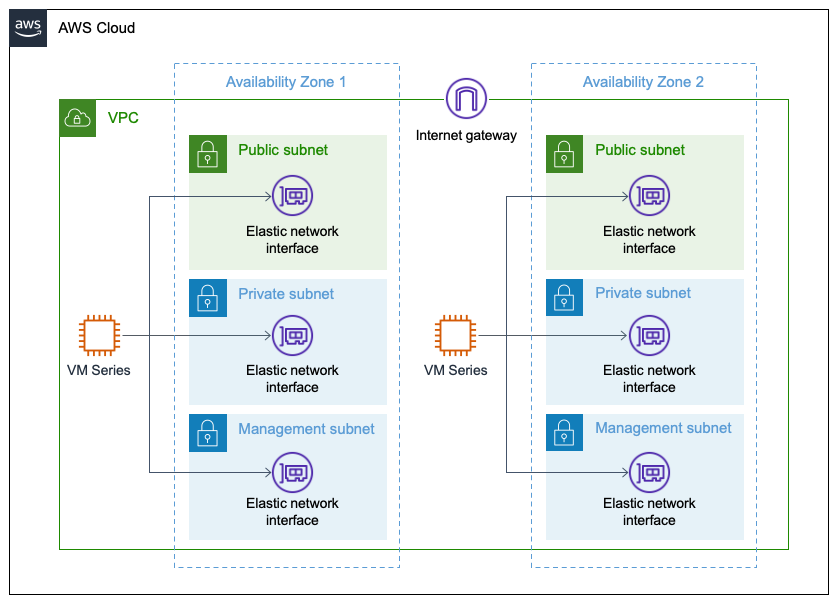 aws
AWS Cloud
Availability Zone 1
Availability Zone 2
VPC
Internet gateway
Public subnet
Elastic network
interface
Public subnet
Elastic network
interface
Private subnet
Elastic network
interface
Private subnet
Elastic network
interface
VM Series
VM Series
Management subnet
Elastic network
interface
Management subnet
Elastic network
interface